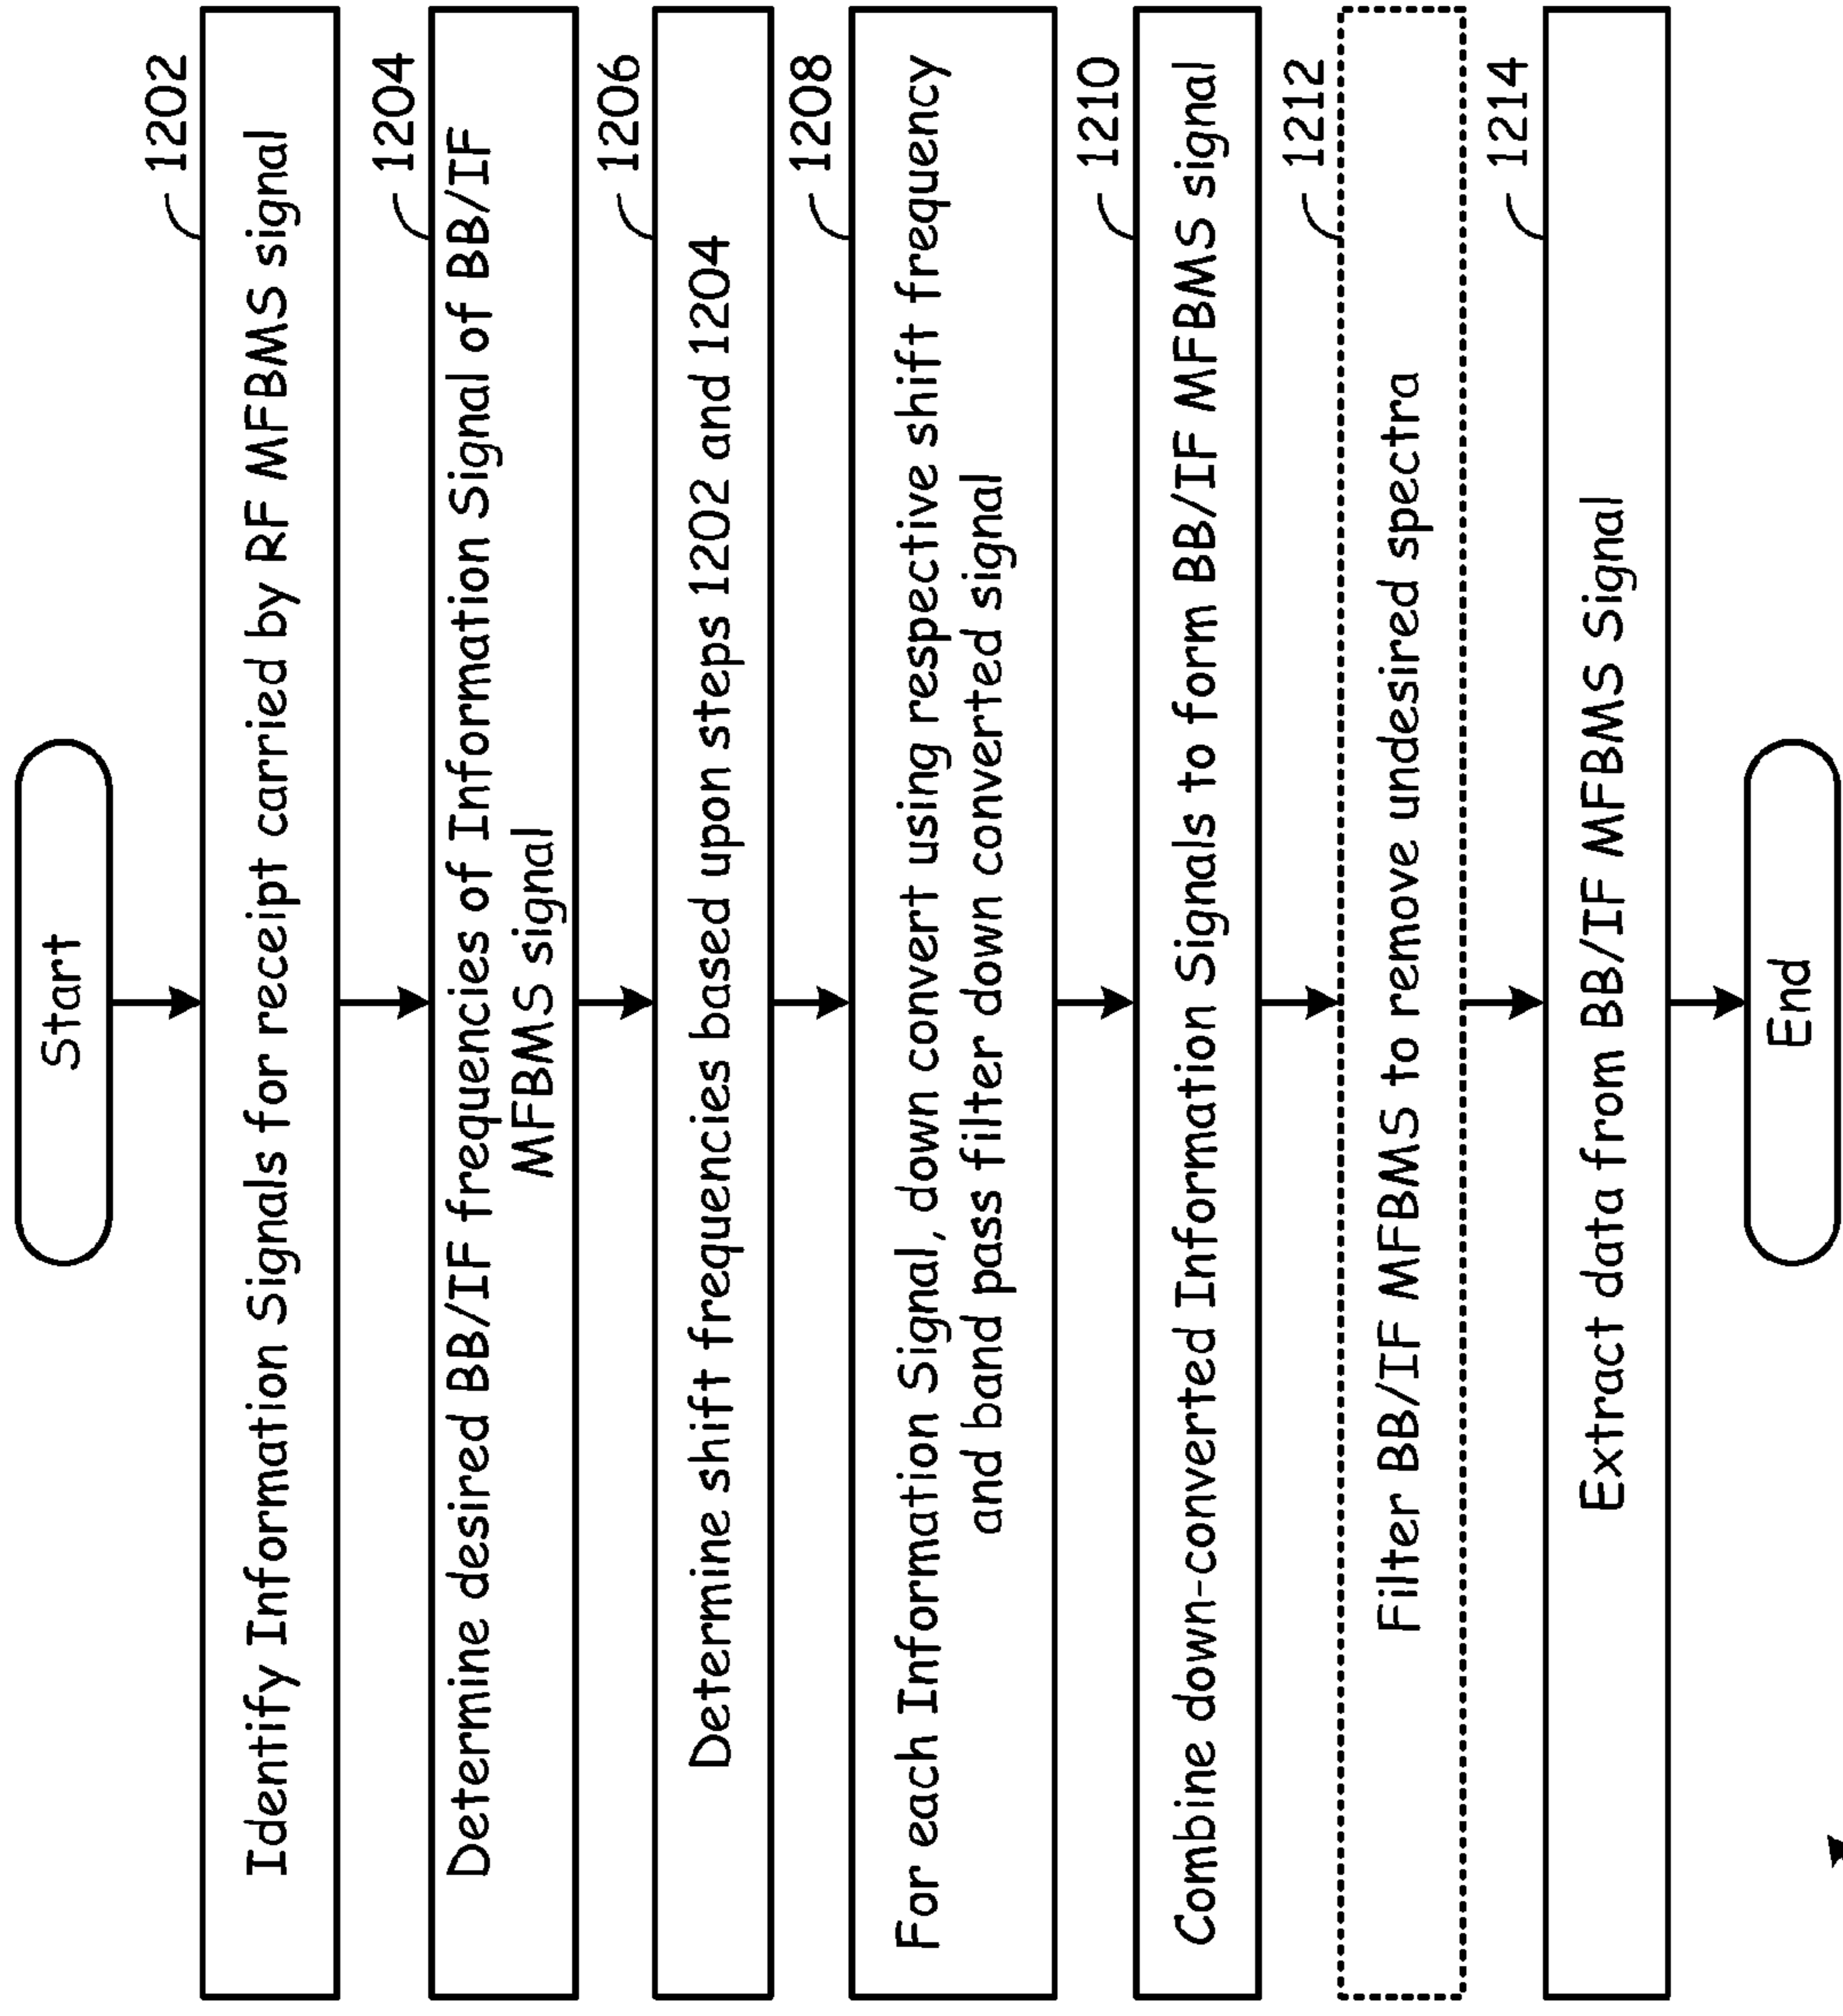 Start
1202
Identify Information Signals for receipt carried by RF MFBMS signal
1204
Determine desired BB/IF frequencies of Information Signal of BB/IF
MFBMS signal
1206
Determine shift frequencies based upon steps 1202 and 1204
1208
For each Information Signal, down convert using respective shift frequency
and band pass filter down converted signal
1210
Combine down-converted Information Signals to form BB/IF MFBMS signal
1212
Filter BB/IF MFBMS to remove undesired spectra
1214
Extract data from BB/IF MFBMS Signal
End